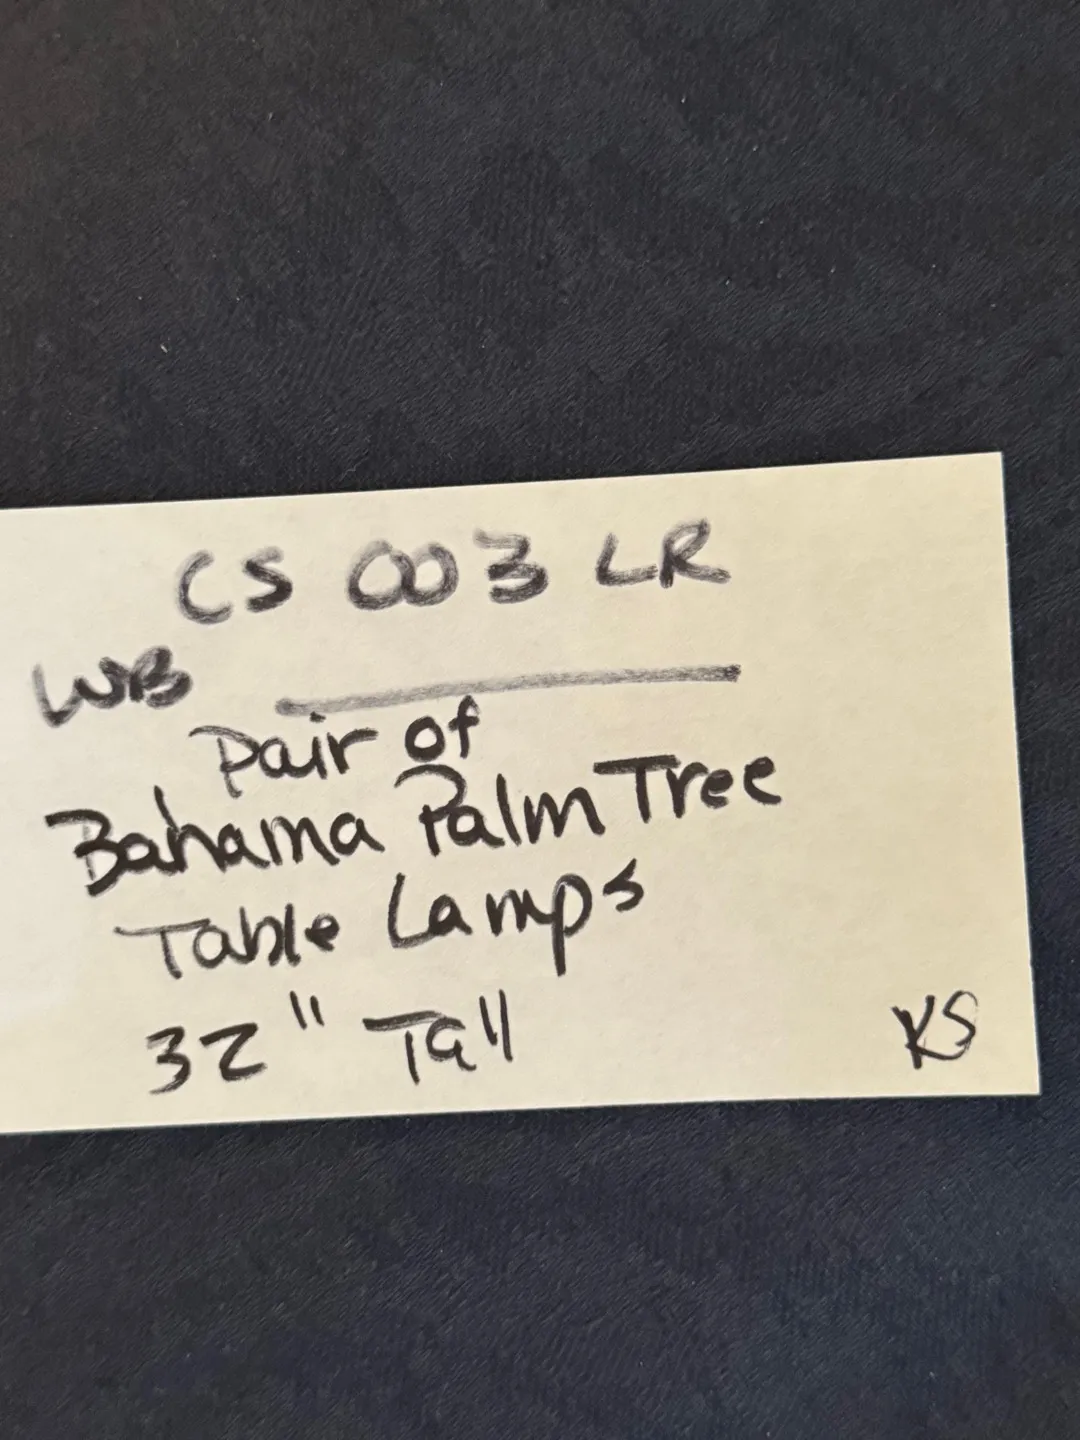 CS 003 LR
WB
Pair of
Bahama Palm Tree
Table Lamps
32" Tall
KS